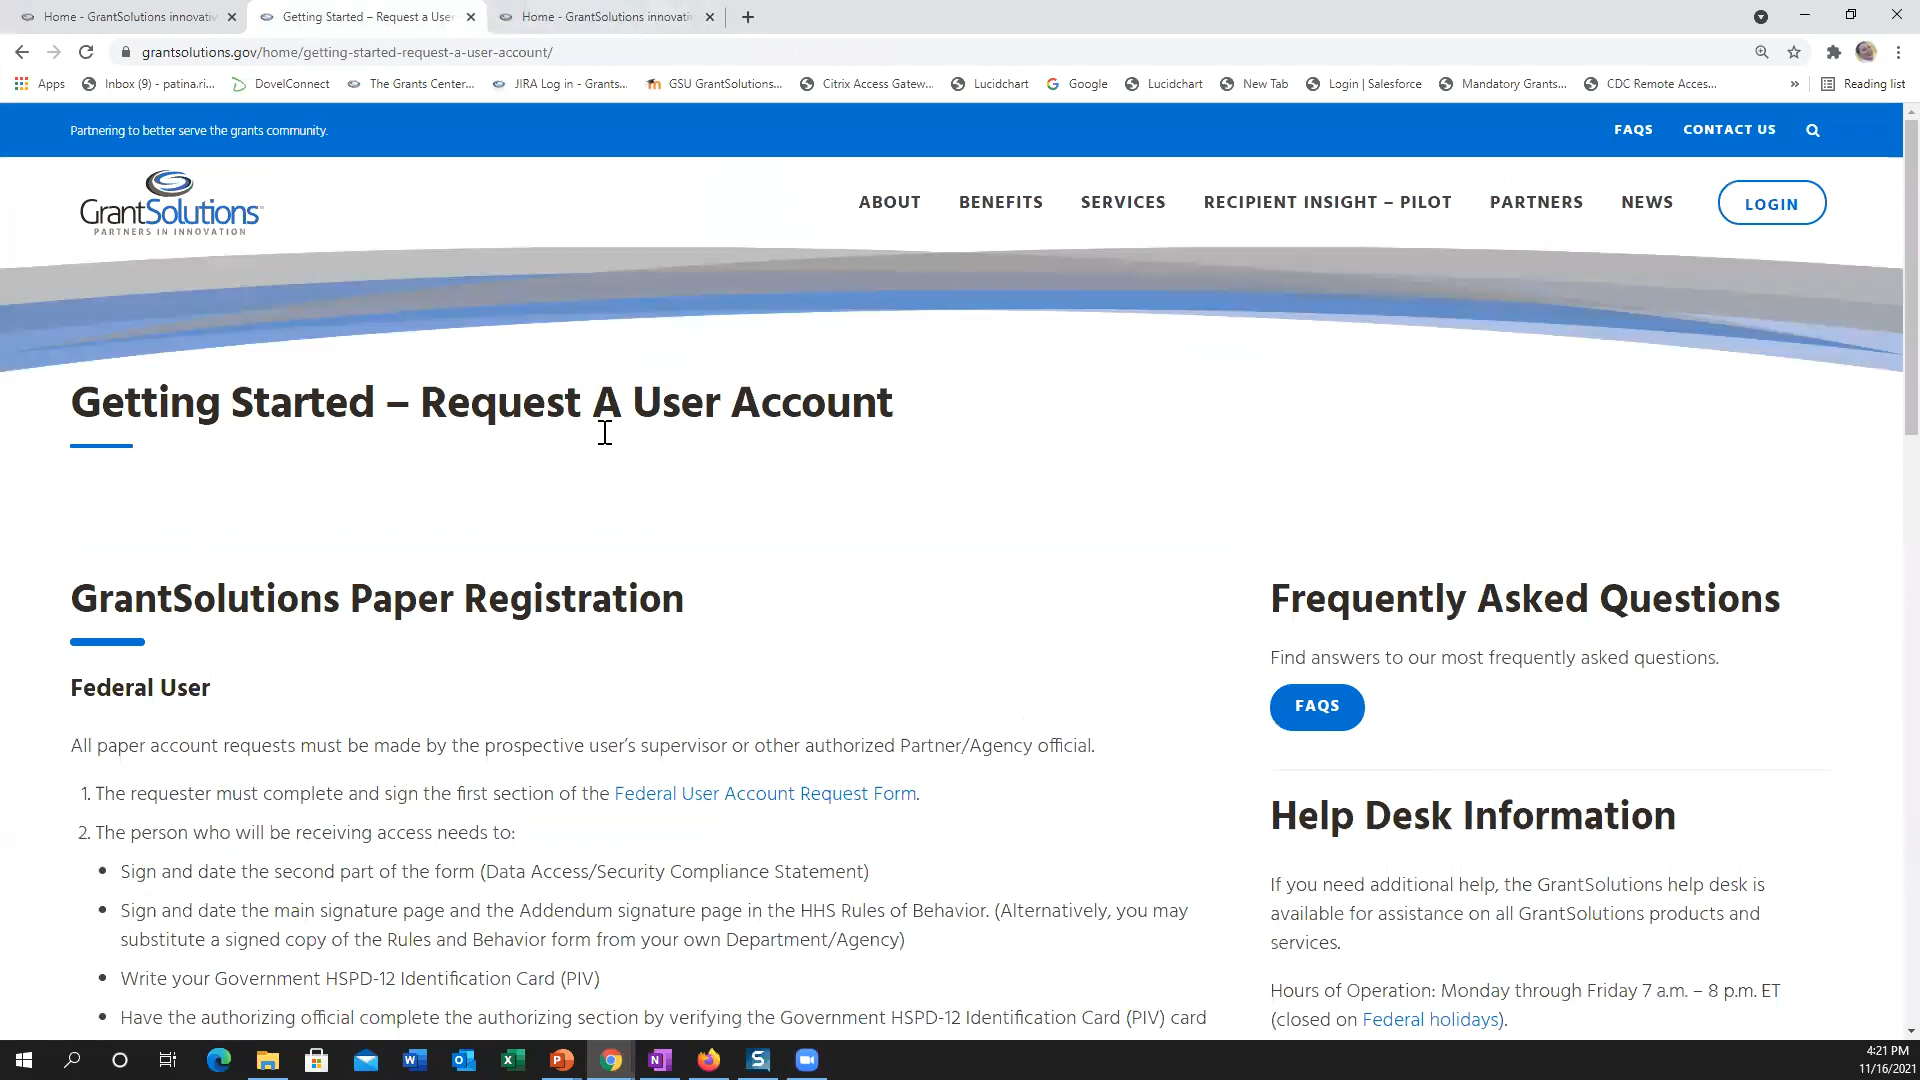 Home - GrantSolutions innovativ
Getting Started – Request a User
Home - GrantSolutions innovati
grantsolutions.gov/home/getting-started-request-a-user-account/
Apps
Inbox (9) - patina.ri...
DovelConnect
The Grants Center...
JIRA Log in - Grants...
GSU GrantSolutions...
Citrix Access Gatew...
Lucidchart
Google
Lucidchart
New Tab
Login | Salesforce
Mandatory Grants...
CDC Remote Acces...
»
Reading list
Partnering to better serve the grants community.
FAQS
CONTACT US
GrantSolutions
PARTNERS IN INNOVATION
ABOUT
BENEFITS
SERVICES
RECIPIENT INSIGHT – PILOT
PARTNERS
NEWS
LOGIN
Getting Started – Request A User Account
GrantSolutions Paper Registration
Federal User
All paper account requests must be made by the prospective user's supervisor or other authorized Partner/Agency official.
1. The requester must complete and sign the first section of the Federal User Account Request Form.
2. The person who will be receiving access needs to:
• Sign and date the second part of the form (Data Access/Security Compliance Statement)
• Sign and date the main signature page and the Addendum signature page in the HHS Rules of Behavior. (Alternatively, you may
substitute a signed copy of the Rules and Behavior form from your own Department/Agency)
• Write your Government HSPD-12 Identification Card (PIV)
• Have the authorizing official complete the authorizing section by verifying the Government HSPD-12 Identification Card (PIV) card
Frequently Asked Questions
Find answers to our most frequently asked questions.
FAQS
Help Desk Information
If you need additional help, the GrantSolutions help desk is
available for assistance on all GrantSolutions products and
services.
Hours of Operation: Monday through Friday 7 a.m. – 8 p.m. ET
(closed on Federal holidays).
4:21 PM
11/16/2021